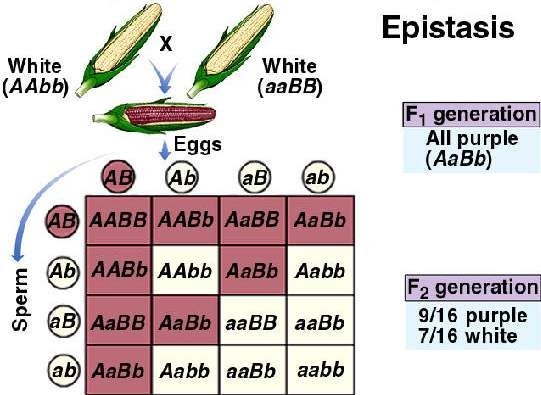 Epistasis
White
(AAbb)
X
White
(aaBB)
F1 generation
All purple
(AaBb)
Eggs
AB Ab aB ab
AB AABB AABb AaBB AaBb
Ab AABb AAbb AaBb Aabb
aB AaBB AaBb aaBB aaBb
ab AaBb Aabb aaBb aabb
Sperm
F2 generation
9/16 purple
7/16 white